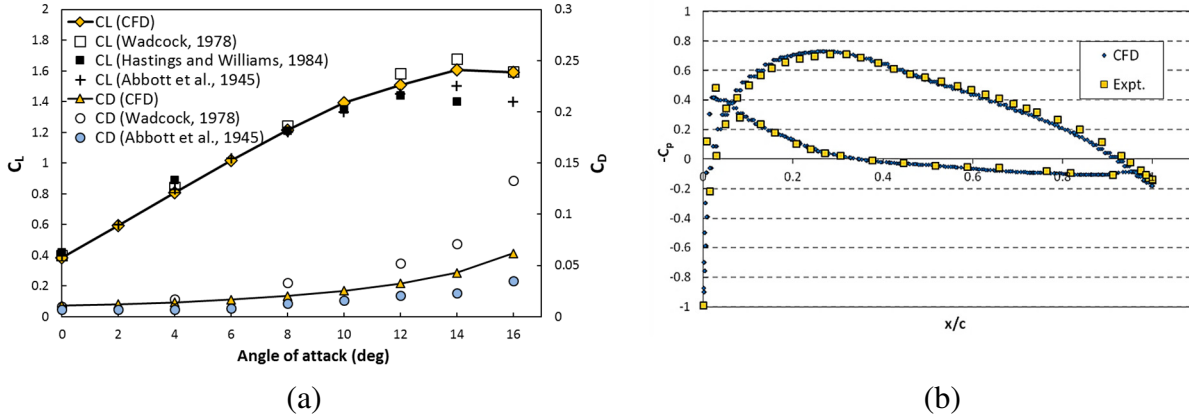 2
1.8
1.6
1.4
1.2
1
0.8
0.6
0.4
0.2
0
C_L
CL (CFD)
CL (Wadcock, 1978)
CL (Hastings and Williams, 1984)
CL (Abbott et al., 1945)
CD (CFD)
CD (Wadcock, 1978)
CD (Abbott et al., 1945)
0.3
0.25
0.2
0.15
0.1
0.05
0
C_D
0 2 4 6 8 10 12 14 16
Angle of attack (deg)
(a)
1
0.8
0.6
0.4
0.2
0
-0.2
-0.4
-0.6
-0.8
-1
-C_p
CFD
Expt.
0 0.2 0.4 0.6 0.8 1
x/c
(b)